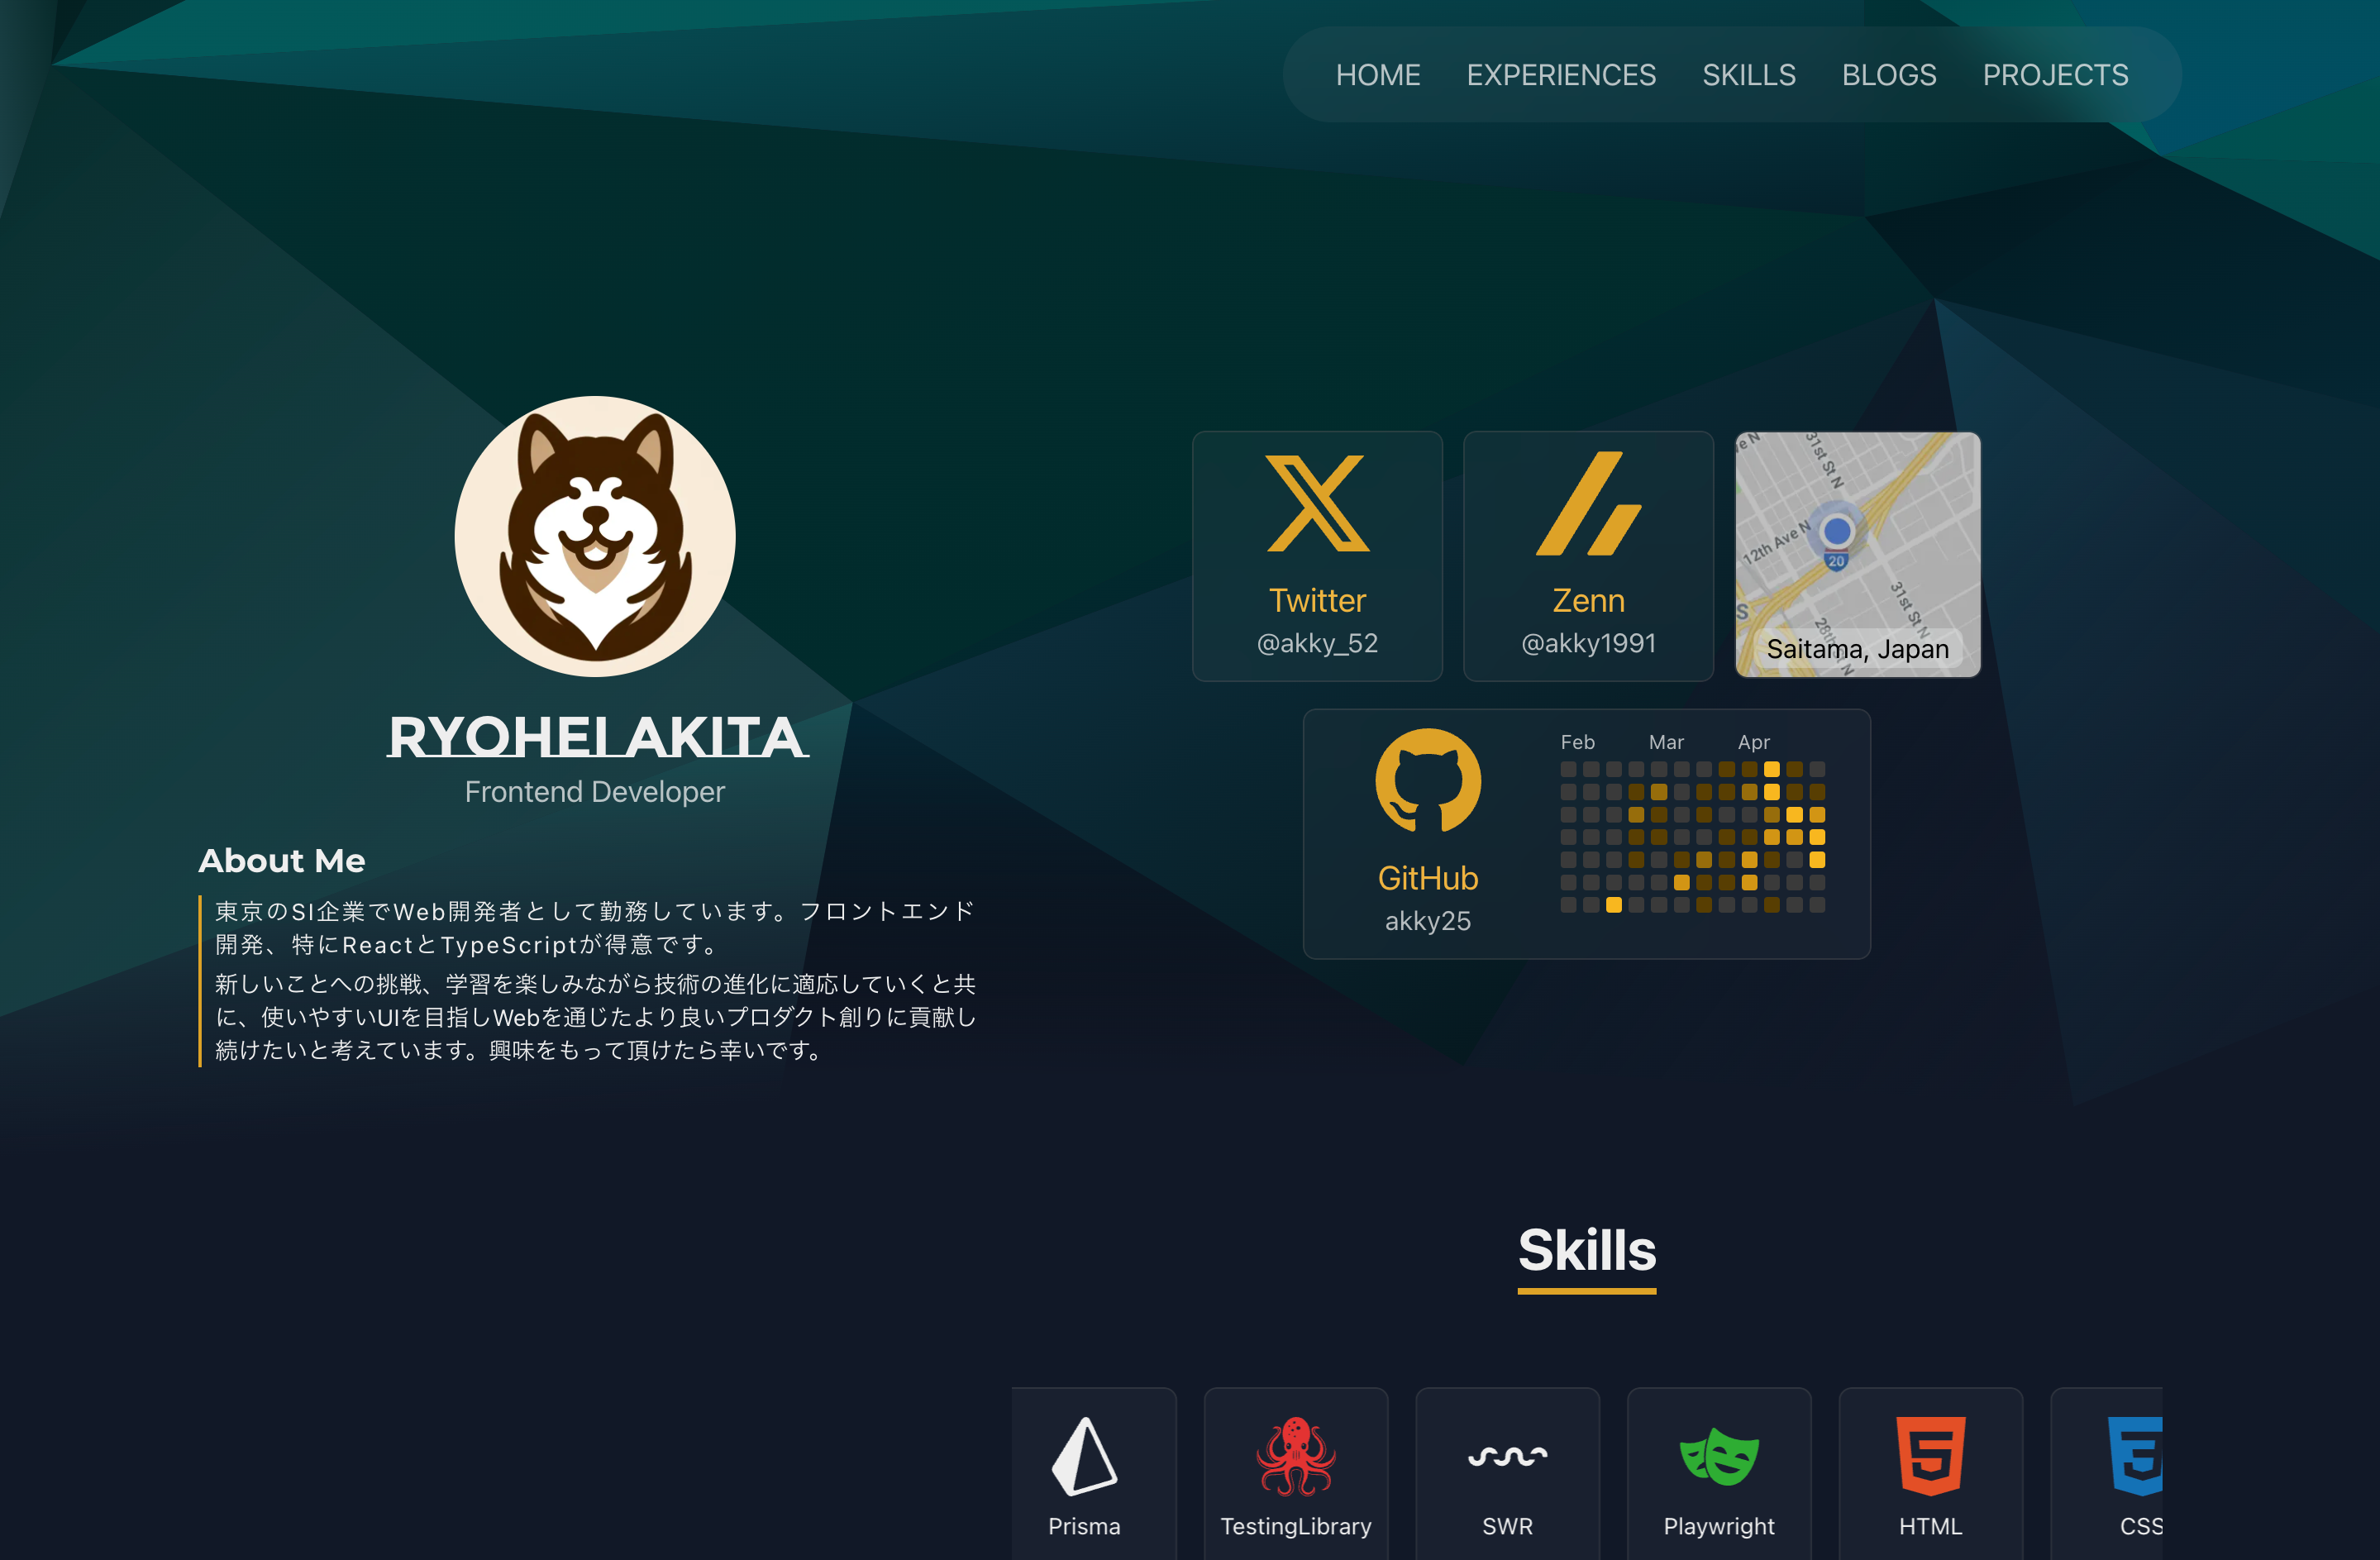 HOME EXPERIENCES SKILLS BLOGS PROJECTS
RYOHEI AKITA
Frontend Developer
About Me
東京のSI企業でWeb開発者として勤務しています。フロントエンド
開発、特にReactとTypeScriptが得意です。
新しいことへの挑戦、学習を楽しみながら技術の進化に適応していくと共
に、使いやすいUIを目指しWebを通じたより良いプロダクト創りに貢献し
続けたいと考えています。興味をもって頂けたら幸いです。
Twitter
@akky_52
Zenn
@akky1991
ve N
31st St N
12th Ave N
20
S
31st St N
28th N
Saitama, Japan
GitHub
akky25
Feb Mar Apr
Skills
Prisma
TestingLibrary
SWR
Playwright
HTML
CSS